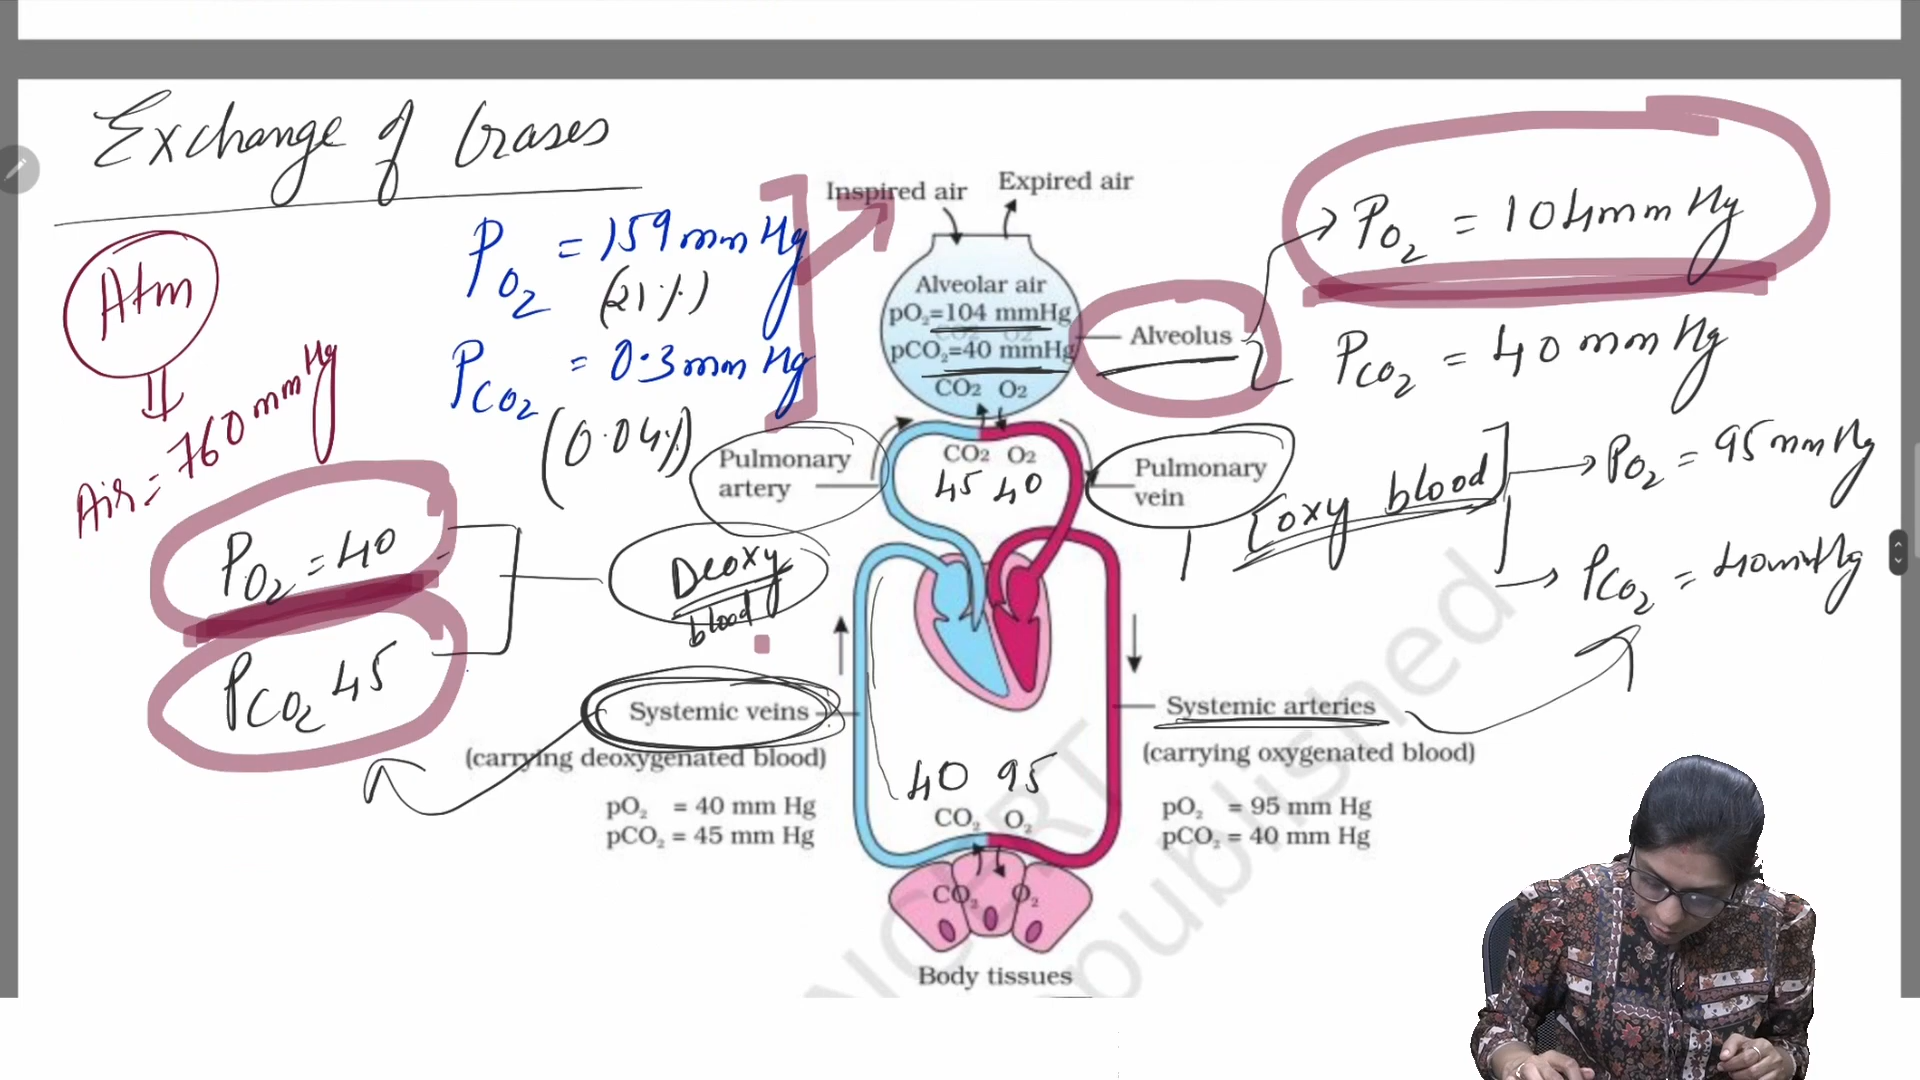 Exchange of Gases
Atm
Air = 760 mm Hg
PO2 = 159 mm Hg
(21%)
PCO2 = 0.3 mm Hg
(0.04%)
Inspired air
Expired air
Alveolar air
pO2=104 mmHg
pCO2=40 mmHg
CO2 O2
Alveolus
PO2 = 104 mm Hg
PCO2 = 40 mm Hg
Pulmonary
artery
CO2 O2
45 40
Pulmonary
vein
[oxy blood]
PO2 = 95 mm Hg
PCO2 = 40 mm Hg
PO2 = 40
PCO2 45
Deoxy
blood
Systemic veins
(carrying deoxygenated blood)
pO2 = 40 mm Hg
pCO2 = 45 mm Hg
Systemic arteries
(carrying oxygenated blood)
pO2 = 95 mm Hg
pCO2 = 40 mm Hg
40 95
CO2 O2
CO2 O2
Body tissues
NCERT
published